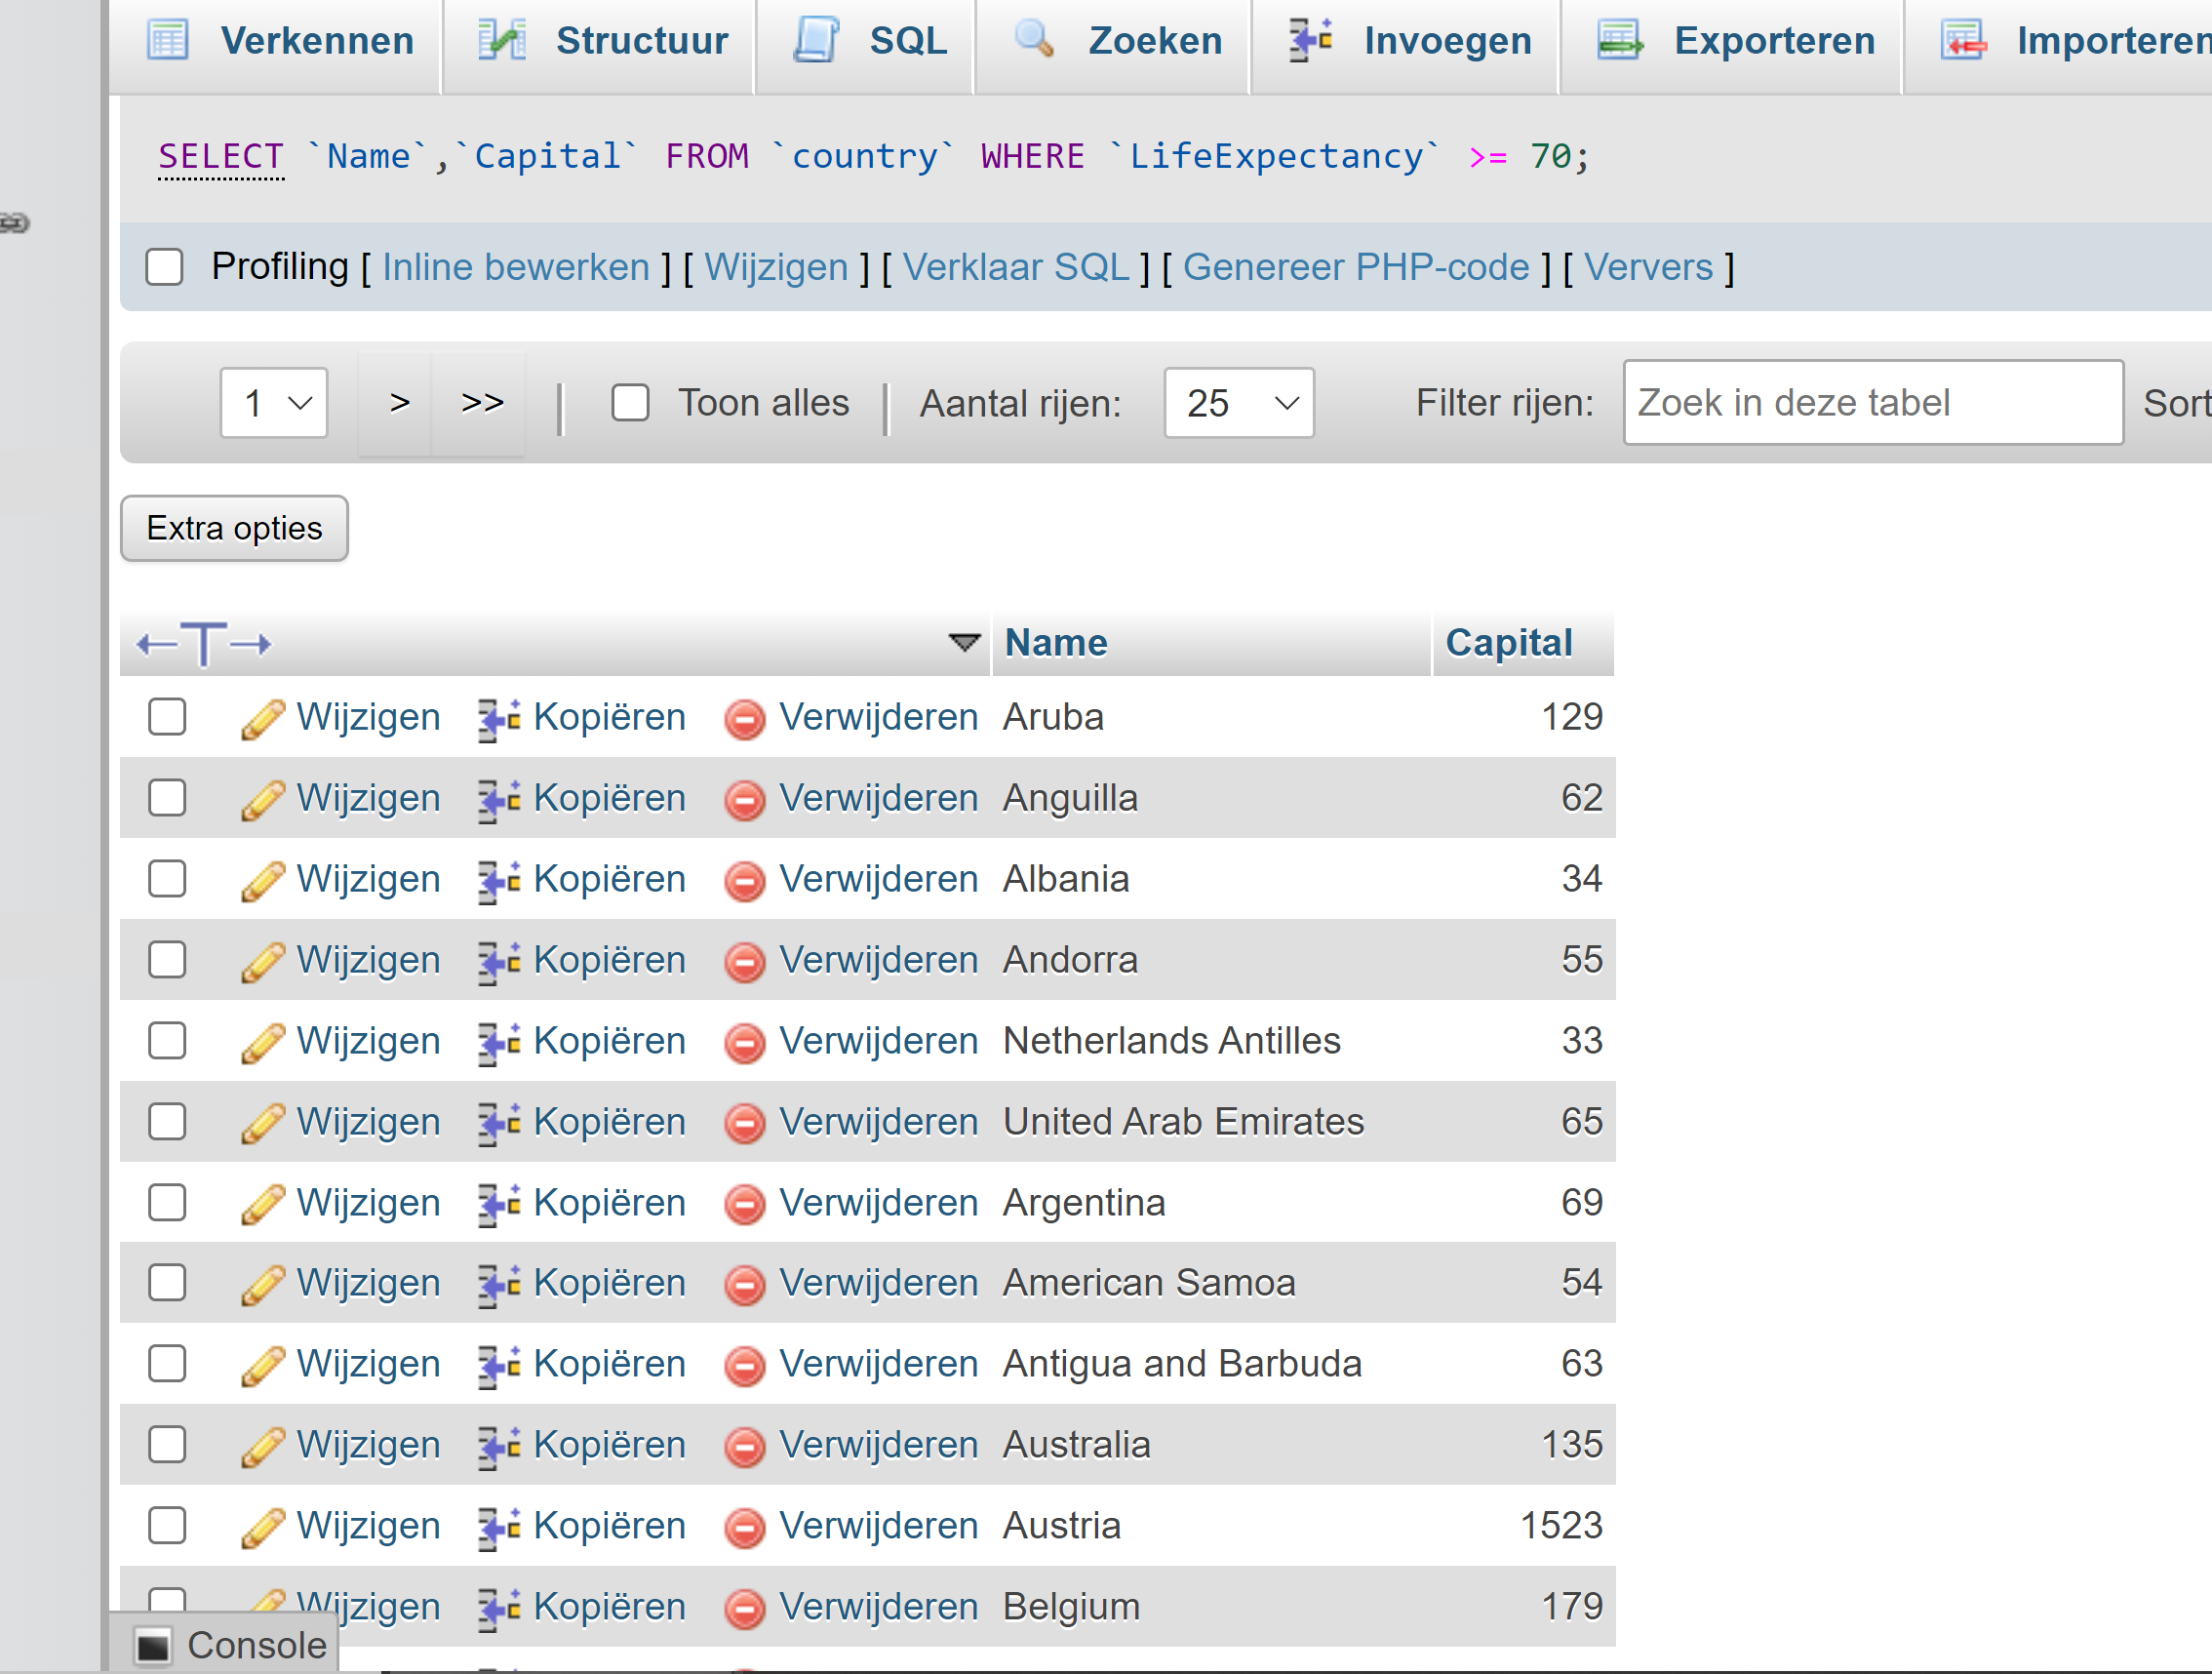 Verkennen Structuur SQL Zoeken Invoegen Exporteren Importeren
SELECT `Name`,`Capital` FROM `country` WHERE `LifeExpectancy` >= 70;
Profiling [ Inline bewerken ] [ Wijzigen ] [ Verklaar SQL ] [ Genereer PHP-code ] [ Ververs ]
1 > >> | Toon alles | Aantal rijen: 25 Filter rijen: Zoek in deze tabel Sort
Extra opties
←T→ Name Capital
Wijzigen Kopiëren Verwijderen Aruba 129
Wijzigen Kopiëren Verwijderen Anguilla 62
Wijzigen Kopiëren Verwijderen Albania 34
Wijzigen Kopiëren Verwijderen Andorra 55
Wijzigen Kopiëren Verwijderen Netherlands Antilles 33
Wijzigen Kopiëren Verwijderen United Arab Emirates 65
Wijzigen Kopiëren Verwijderen Argentina 69
Wijzigen Kopiëren Verwijderen American Samoa 54
Wijzigen Kopiëren Verwijderen Antigua and Barbuda 63
Wijzigen Kopiëren Verwijderen Australia 135
Wijzigen Kopiëren Verwijderen Austria 1523
Wijzigen Kopiëren Verwijderen Belgium 179
Console